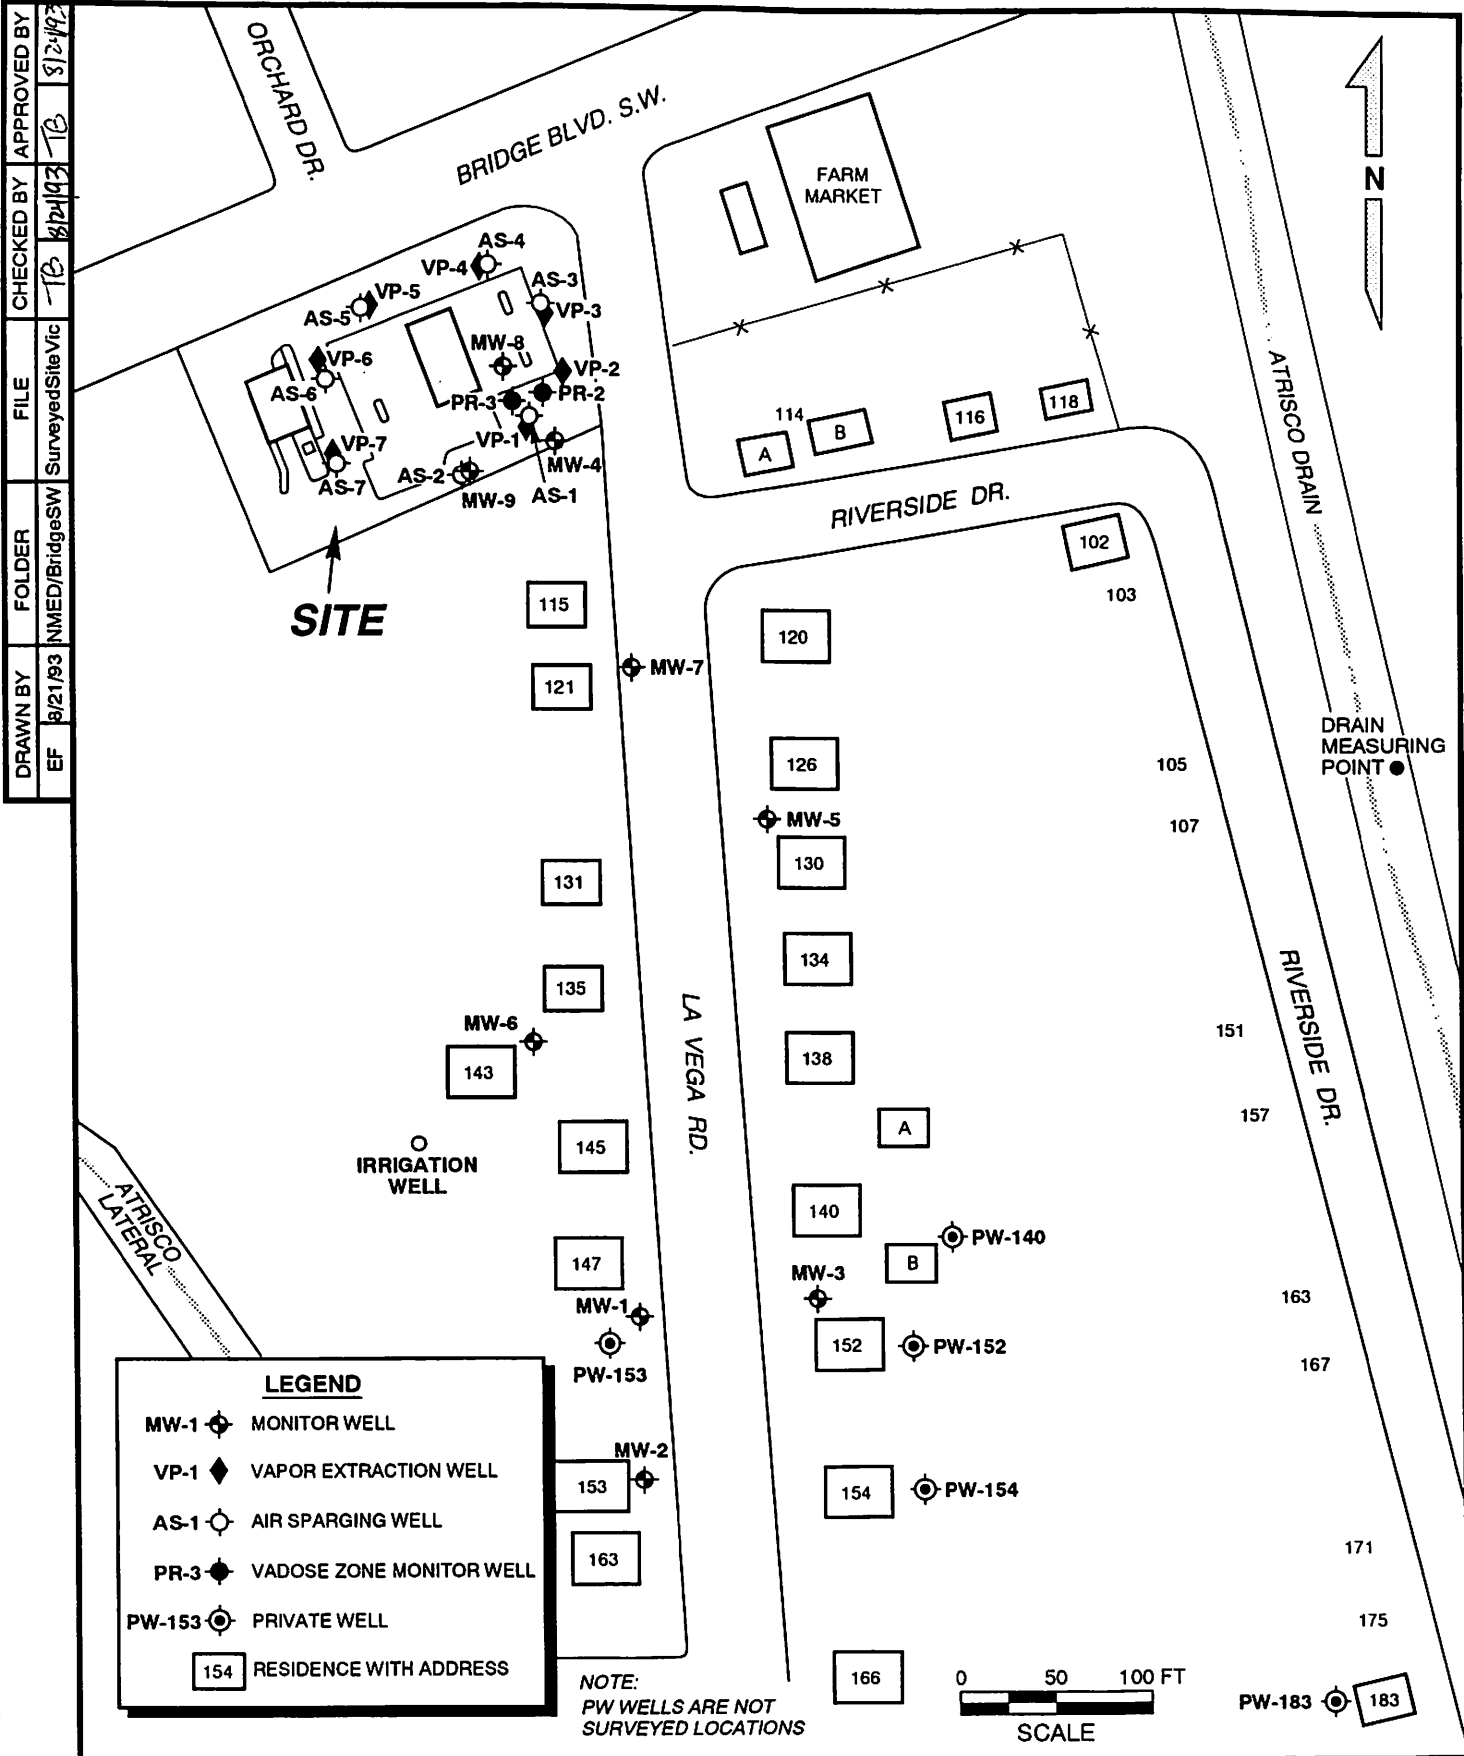 APPROVED BY
8/24/93
TB
CHECKED BY
8/24/93
TB
FILE
SurveyedSiteVic
FOLDER
NMED/BridgeSW
DRAWN BY
8/21/93
EF
ORCHARD DR.
BRIDGE BLVD. S.W.
FARM
MARKET
N
AS-4
VP-4
AS-3
VP-5
AS-5
VP-3
MW-8
VP-6
VP-2
AS-6
PR-3
PR-2
VP-1
VP-7
MW-4
AS-2
AS-7
MW-9
AS-1
114
A
B
116
118
ATRISCO DRAIN
RIVERSIDE DR.
SITE
102
103
115
120
MW-7
121
DRAIN
MEASURING
POINT
126
105
MW-5
107
130
131
134
135
LA VEGA RD.
RIVERSIDE DR.
MW-6
151
143
138
157
A
145
IRRIGATION
WELL
ATRISCO
LATERAL
140
PW-140
147
B
MW-3
163
MW-1
PW-153
152
PW-152
167
LEGEND
MW-1 MONITOR WELL
VP-1 VAPOR EXTRACTION WELL
AS-1 AIR SPARGING WELL
PR-3 VADOSE ZONE MONITOR WELL
PW-153 PRIVATE WELL
154 RESIDENCE WITH ADDRESS
MW-2
153
154
PW-154
163
171
175
166
NOTE:
PW WELLS ARE NOT
SURVEYED LOCATIONS
0 50 100 FT
SCALE
PW-183
183